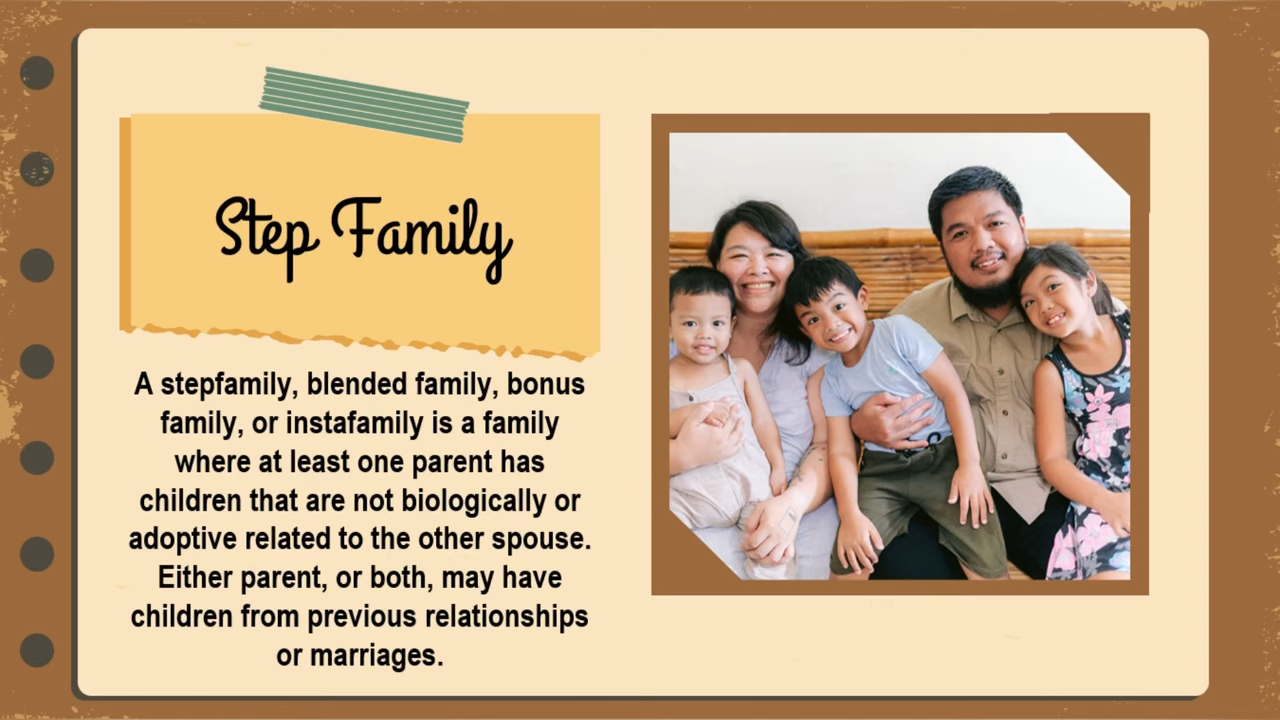 Step Family
A stepfamily, blended family, bonus
family, or instafamily is a family
where at least one parent has
children that are not biologically or
adoptive related to the other spouse.
Either parent, or both, may have
children from previous relationships
or marriages.